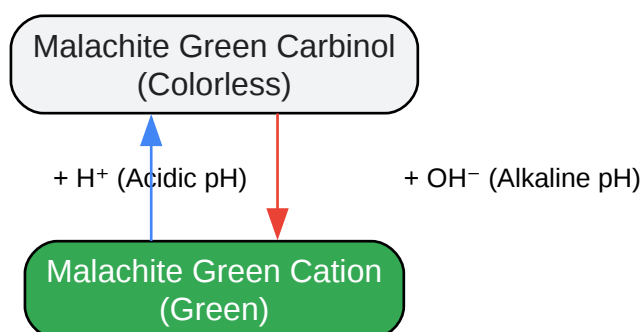 Malachite Green Carbinol
(Colorless)
+ H⁺ (Acidic pH)
+ OH⁻ (Alkaline pH)
Malachite Green Cation
(Green)